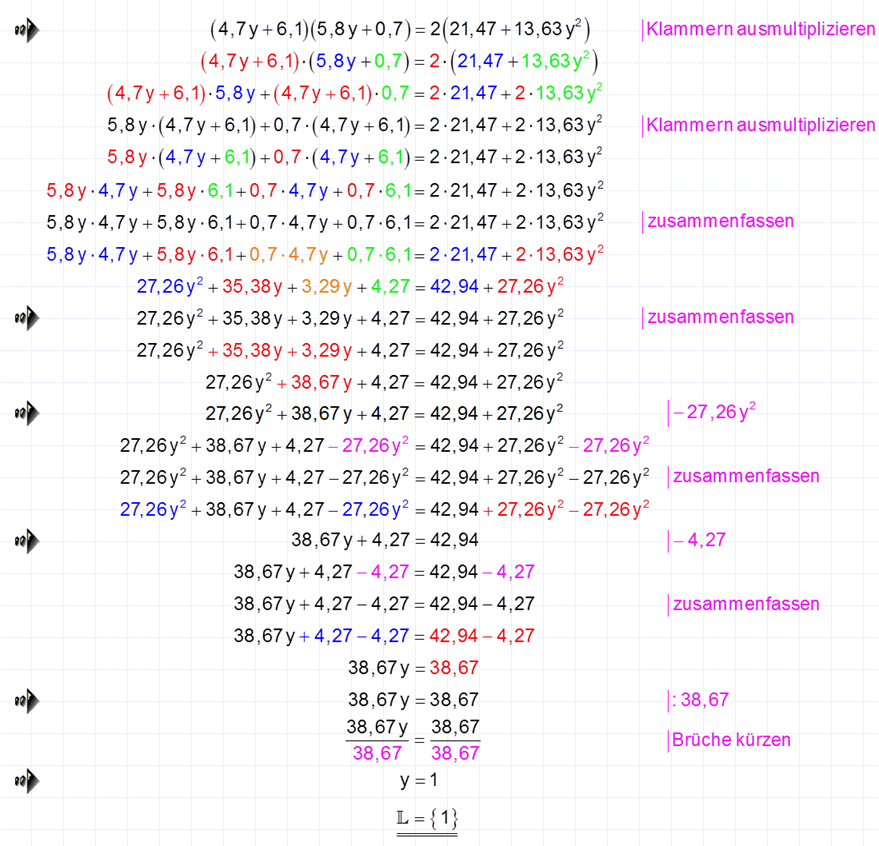 (4,7y+6,1)(5,8y+0,7)=2(21,47+13,63y²) |Klammern ausmultiplizieren
(4,7y+6,1)·(5,8y+0,7)=2·(21,47+13,63y²)
(4,7y+6,1)·5,8y+(4,7y+6,1)·0,7=2·21,47+2·13,63y²
5,8y·(4,7y+6,1)+0,7·(4,7y+6,1)=2·21,47+2·13,63y² |Klammern ausmultiplizieren
5,8y·(4,7y+6,1)+0,7·(4,7y+6,1)=2·21,47+2·13,63y²
5,8y·4,7y+5,8y·6,1+0,7·4,7y+0,7·6,1=2·21,47+2·13,63y²
5,8y·4,7y+5,8y·6,1+0,7·4,7y+0,7·6,1=2·21,47+2·13,63y² |zusammenfassen
5,8y·4,7y+5,8y·6,1+0,7·4,7y+0,7·6,1=2·21,47+2·13,63y²
27,26y²+35,38y+3,29y+4,27=42,94+27,26y²
27,26y²+35,38y+3,29y+4,27=42,94+27,26y² |zusammenfassen
27,26y²+35,38y+3,29y+4,27=42,94+27,26y²
27,26y²+38,67y+4,27=42,94+27,26y²
27,26y²+38,67y+4,27=42,94+27,26y² |−27,26y²
27,26y²+38,67y+4,27−27,26y²=42,94+27,26y²−27,26y²
27,26y²+38,67y+4,27−27,26y²=42,94+27,26y²−27,26y² |zusammenfassen
27,26y²+38,67y+4,27−27,26y²=42,94+27,26y²−27,26y²
38,67y+4,27=42,94 |−4,27
38,67y+4,27−4,27=42,94−4,27
38,67y+4,27−4,27=42,94−4,27 |zusammenfassen
38,67y+4,27−4,27=42,94−4,27
38,67y=38,67
38,67y=38,67 |:38,67
38,67y/38,67=38,67/38,67 |Brüche kürzen
y=1
𝕃={1}